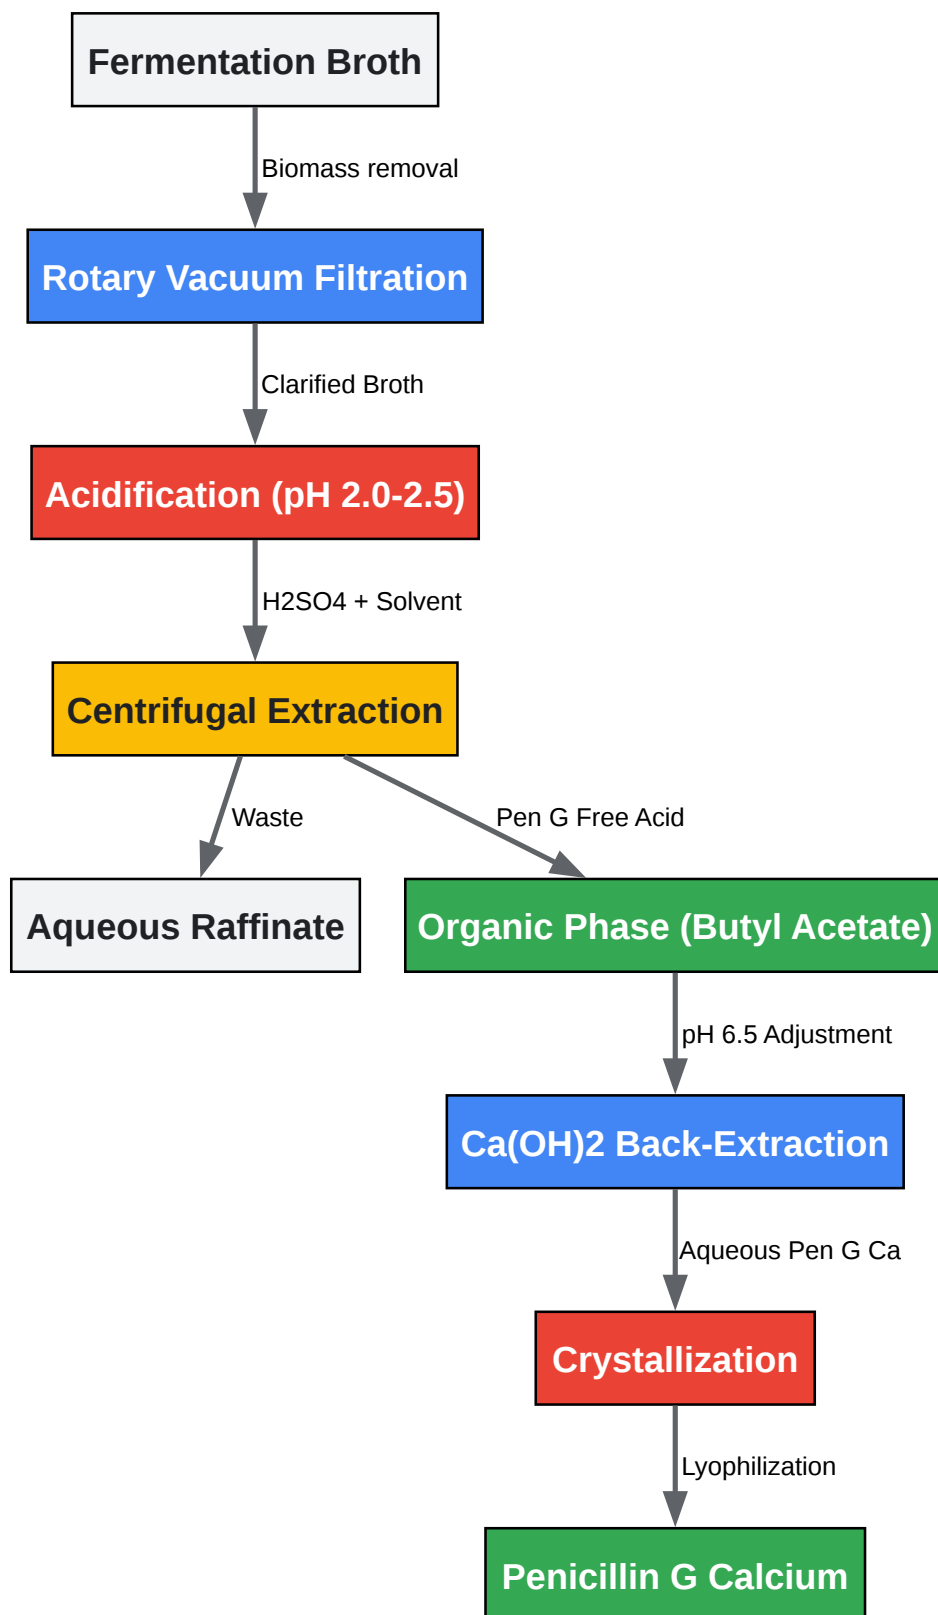 Fermentation Broth
Biomass removal
Rotary Vacuum Filtration
Clarified Broth
Acidification (pH 2.0-2.5)
H2SO4 + Solvent
Centrifugal Extraction
Waste
Pen G Free Acid
Aqueous Raffinate
Organic Phase (Butyl Acetate)
pH 6.5 Adjustment
Ca(OH)2 Back-Extraction
Aqueous Pen G Ca
Crystallization
Lyophilization
Penicillin G Calcium